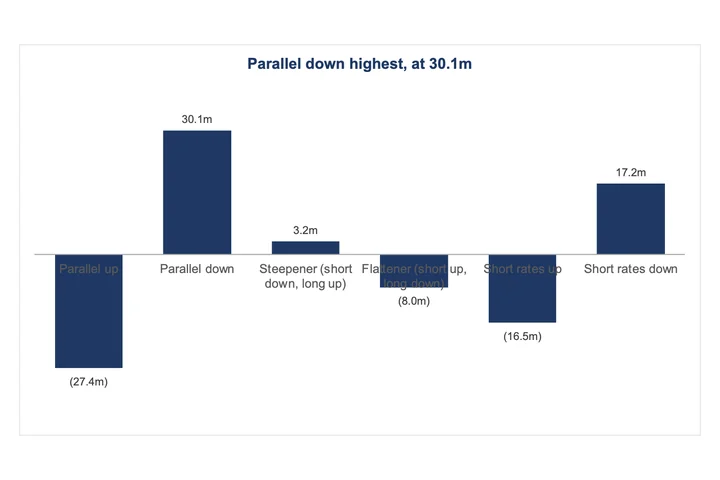 Parallel down highest, at 30.1m
30.1m
17.2m
3.2m
Parallel up
Parallel down
Steepener (short
down, long up)
Flattener (short up,
long down)
Short rates up
Short rates down
(8.0m)
(16.5m)
(27.4m)